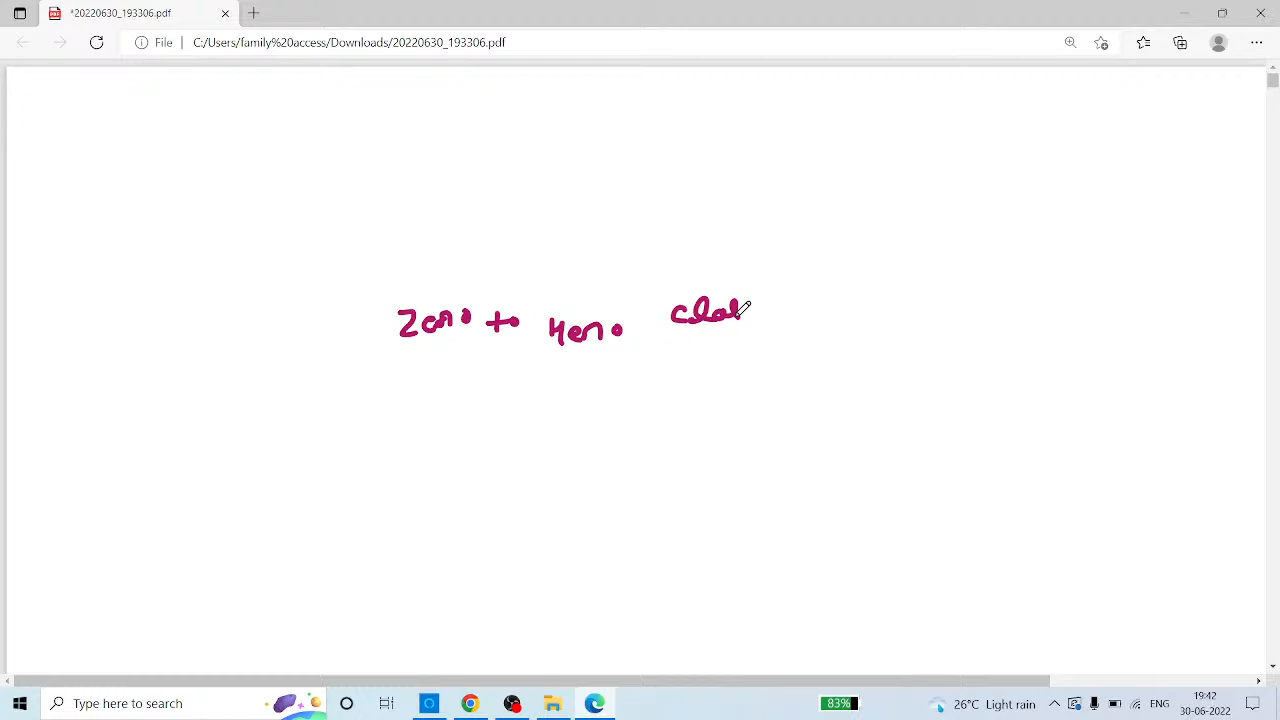 *20220630_193306.pdf
File C:/Users/family%20access/Downloads/20220630_193306.pdf
Zero to Hero
Type here to search
83%
26°C Light rain
ENG
19:42
30-06-2022